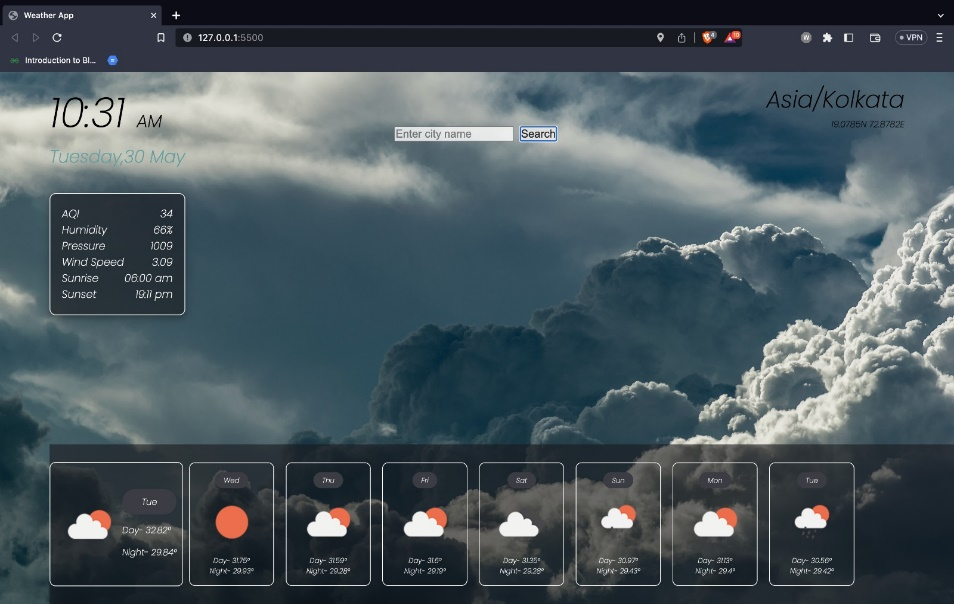 Weather App
127.0.0.1:5500
4
10
W
VPN
Introduction to Bl...
10:31 AM
Asia/Kolkata
19.0785N 72.8782E
Enter city name Search
Tuesday,30 May
AQI 34
Humidity 66%
Pressure 1009
Wind Speed 3.09
Sunrise 06:00 am
Sunset 19:11 pm
Tue
Day- 32.82°
Night- 29.84°
Wed
Day- 31.75°
Night- 29.93°
Thu
Day- 31.59°
Night- 29.28°
Fri
Day- 31.6°
Night- 29.19°
Sat
Day- 31.35°
Night- 29.28°
Sun
Day- 30.97°
Night- 29.43°
Mon
Day- 31.13°
Night- 29.4°
Tue
Day- 30.56°
Night- 29.42°